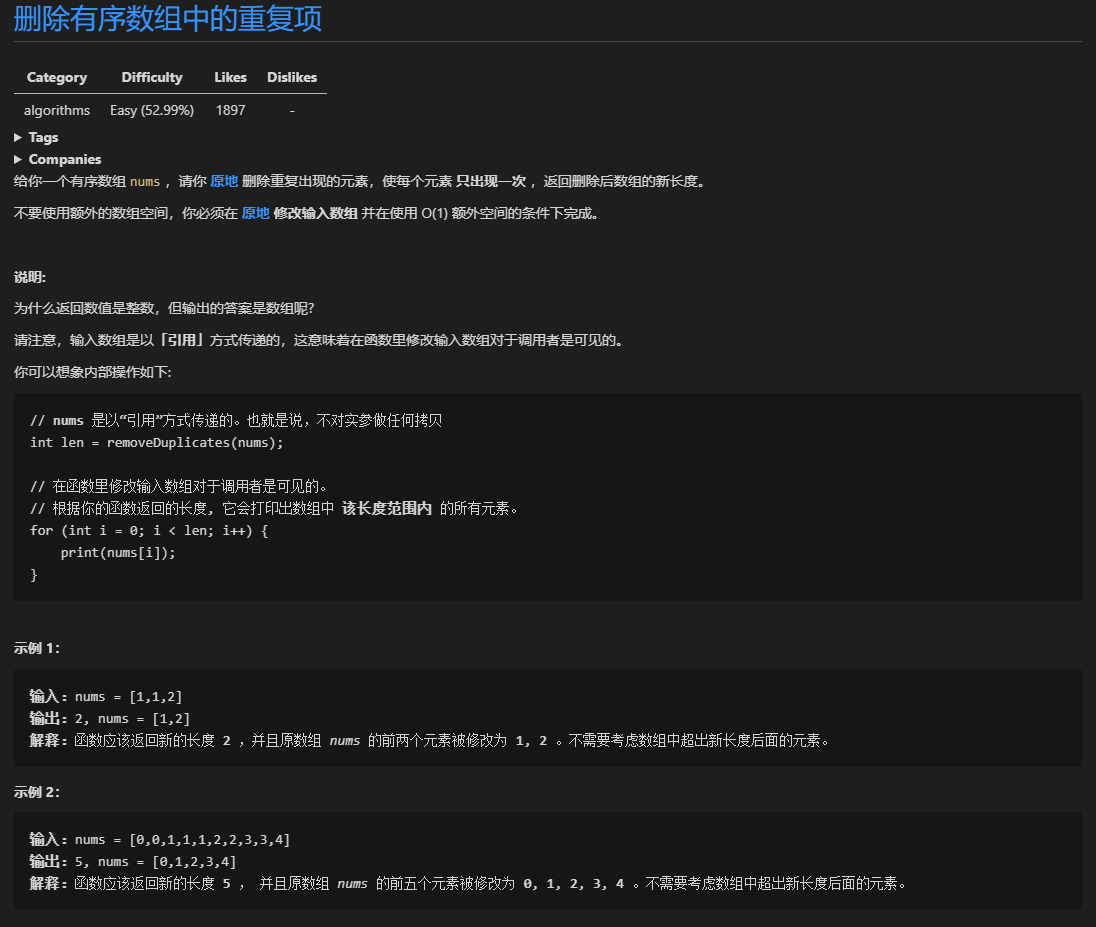 删除有序数组中的重复项
Category Difficulty Likes Dislikes
algorithms Easy (52.99%) 1897 -
▶ Tags
▶ Companies
给你一个有序数组 nums ，请你 原地 删除重复出现的元素，使每个元素 只出现一次 ，返回删除后数组的新长度。
不要使用额外的数组空间，你必须在 原地 修改输入数组 并在使用 O(1) 额外空间的条件下完成。
说明:
为什么返回数值是整数，但输出的答案是数组呢?
请注意，输入数组是以「引用」方式传递的，这意味着在函数里修改输入数组对于调用者是可见的。
你可以想象内部操作如下:
// nums 是以“引用”方式传递的。也就是说，不对实参做任何拷贝
int len = removeDuplicates(nums);
// 在函数里修改输入数组对于调用者是可见的。
// 根据你的函数返回的长度, 它会打印出数组中 该长度范围内 的所有元素。
for (int i = 0; i < len; i++) {
    print(nums[i]);
}
示例 1：
输入：nums = [1,1,2]
输出：2, nums = [1,2]
解释：函数应该返回新的长度 2 ，并且原数组 nums 的前两个元素被修改为 1, 2 。不需要考虑数组中超出新长度后面的元素。
示例 2：
输入：nums = [0,0,1,1,1,2,2,3,3,4]
输出：5, nums = [0,1,2,3,4]
解释：函数应该返回新的长度 5 ， 并且原数组 nums 的前五个元素被修改为 0, 1, 2, 3, 4 。不需要考虑数组中超出新长度后面的元素。